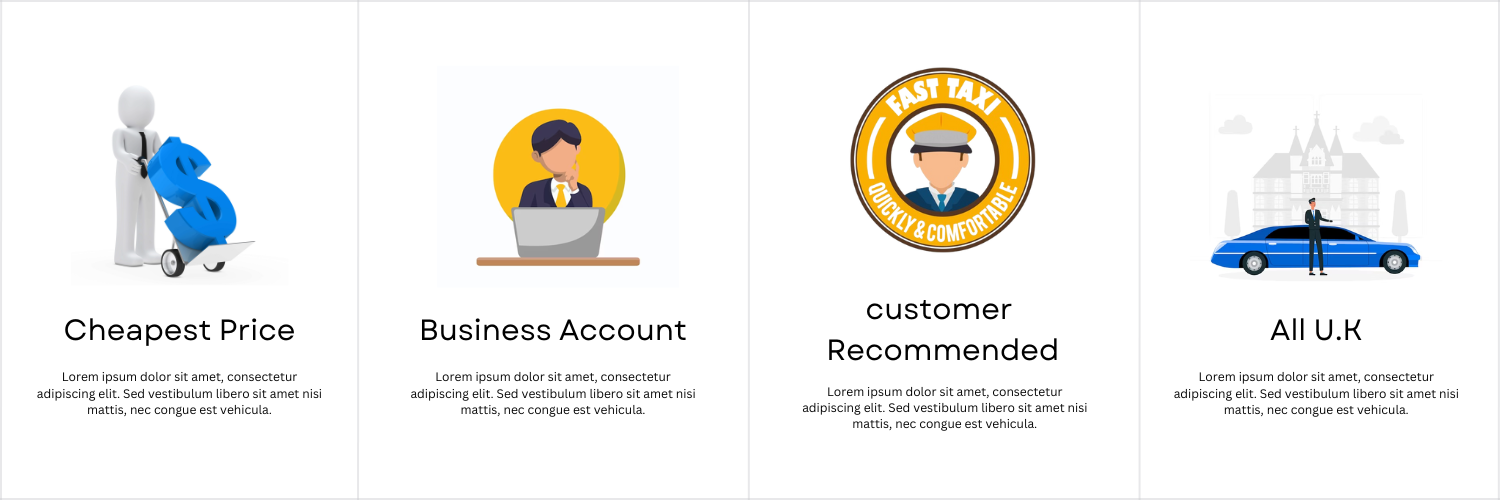 Cheapest Price
Lorem ipsum dolor sit amet, consectetur
adipiscing elit. Sed vestibulum libero sit amet nisi
mattis, nec congue est vehicula.
Business Account
Lorem ipsum dolor sit amet, consectetur
adipiscing elit. Sed vestibulum libero sit amet nisi
mattis, nec congue est vehicula.
FAST TAXI
QUICKLY & COMFORTABLE
customer
Recommended
Lorem ipsum dolor sit amet, consectetur
adipiscing elit. Sed vestibulum libero sit amet nisi
mattis, nec congue est vehicula.
All U.K
Lorem ipsum dolor sit amet, consectetur
adipiscing elit. Sed vestibulum libero sit amet nisi
mattis, nec congue est vehicula.